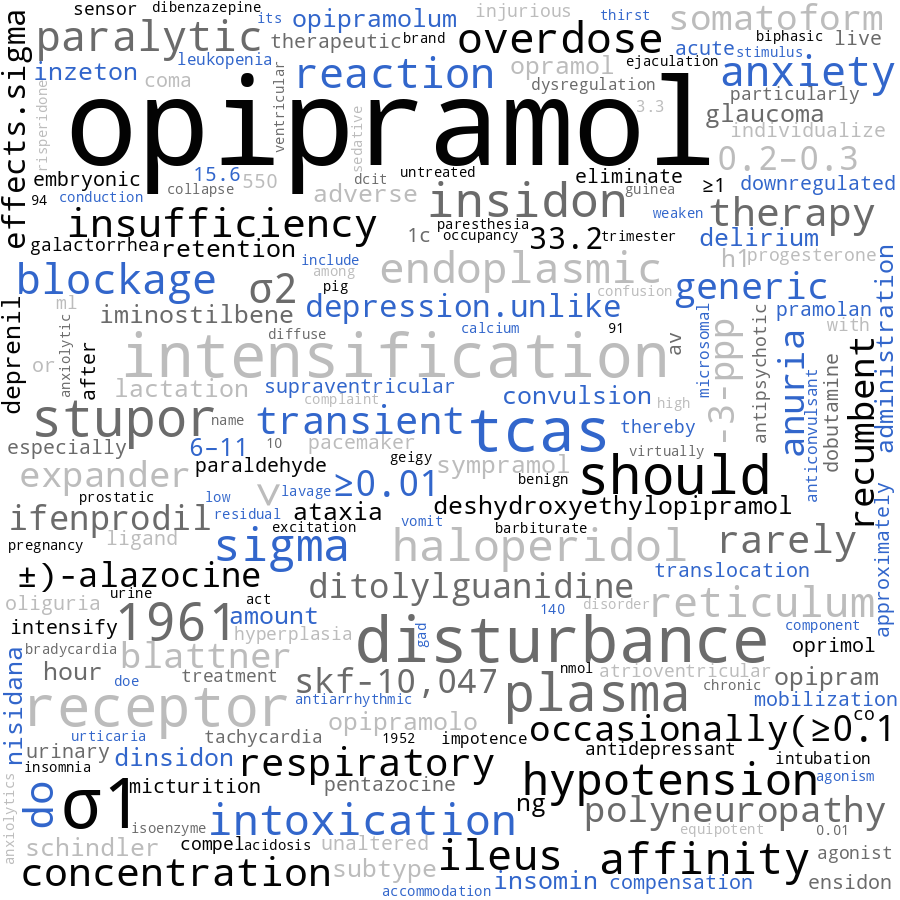 sensor
dibenzazepine
its
opipramolum
injurious
thirst
somatoform
paralytic
therapeutic
brand
overdose
acute
biphasic
live
stimulus
leukopenia
inzeton
coma
reaction
opramol
ejaculation
anxiety
dysregulation
particularly
effects.sigma
risperidone
ventricular
sedative
opipramol
3.3
glaucoma
individualize
0.2–0.3
embryonic
15.6
550
dcit
untreated
eliminate
≥1
downregulated
collapse
adverse
insidon
guinea
94
conduction
insufficiency
paresthesia
weaken
therapy
galactorrhea
retention
1c
occupancy
33.2
trimester
delirium
include
h1
progesterone
blockage
σ2
among
pig
endoplasmic
confusion
generic
administration
ml
iminostilbene
depression.unlike
pramolan
deprenil
anxiolytic
after
diffuse
calcium
91
av
microsomal
-3-ppp
antipsychotic
with
or
intensification
anuria
dobutamine
recumbent
lactation
supraventricular
complaint
convulsion
high
anticonvulsant
stupor
name
transient
tcas
thereby
especially
6–11
10
pacemaker
virtually
expander
paraldehyde
geigy
sympramol
benign
should
prostatic
low
∨
lavage
≥0.01
deshydroxyethylopipramol
approximately
ifenprodil
residual
ataxia
excitation
vomit
barbiturate
pregnancy
ligand
sigma
haloperidol
rarely
±)-alazocine
ditolylguanidine
translocation
oliguria
urine
act
140
disorder
reticulum
intensify
1961
amount
hyperplasia
disturbance
gad
component
oprimol
bradycardia
blattner
nisidana
hour
doe
treatment
skf-10,047
nmol
atrioventricular
chronic
opipram
antiarrhythmic
plasma
mobilization
receptor
opipramolo
co
urticaria
tachycardia
1952
impotence
occasionally(≥0.1
urinary
dinsidon
antidepressant
intubation
insomnia
respiratory
hypotension
agonism
anxiolytics
do
σ1
micturition
pentazocine
ng
polyneuropathy
isoenzyme
intoxication
equipotent
0.01
schindler
compel
acidosis
unaltered
ileus
affinity
agonist
concentration
subtype
accommodation
insomin
compensation
ensidon